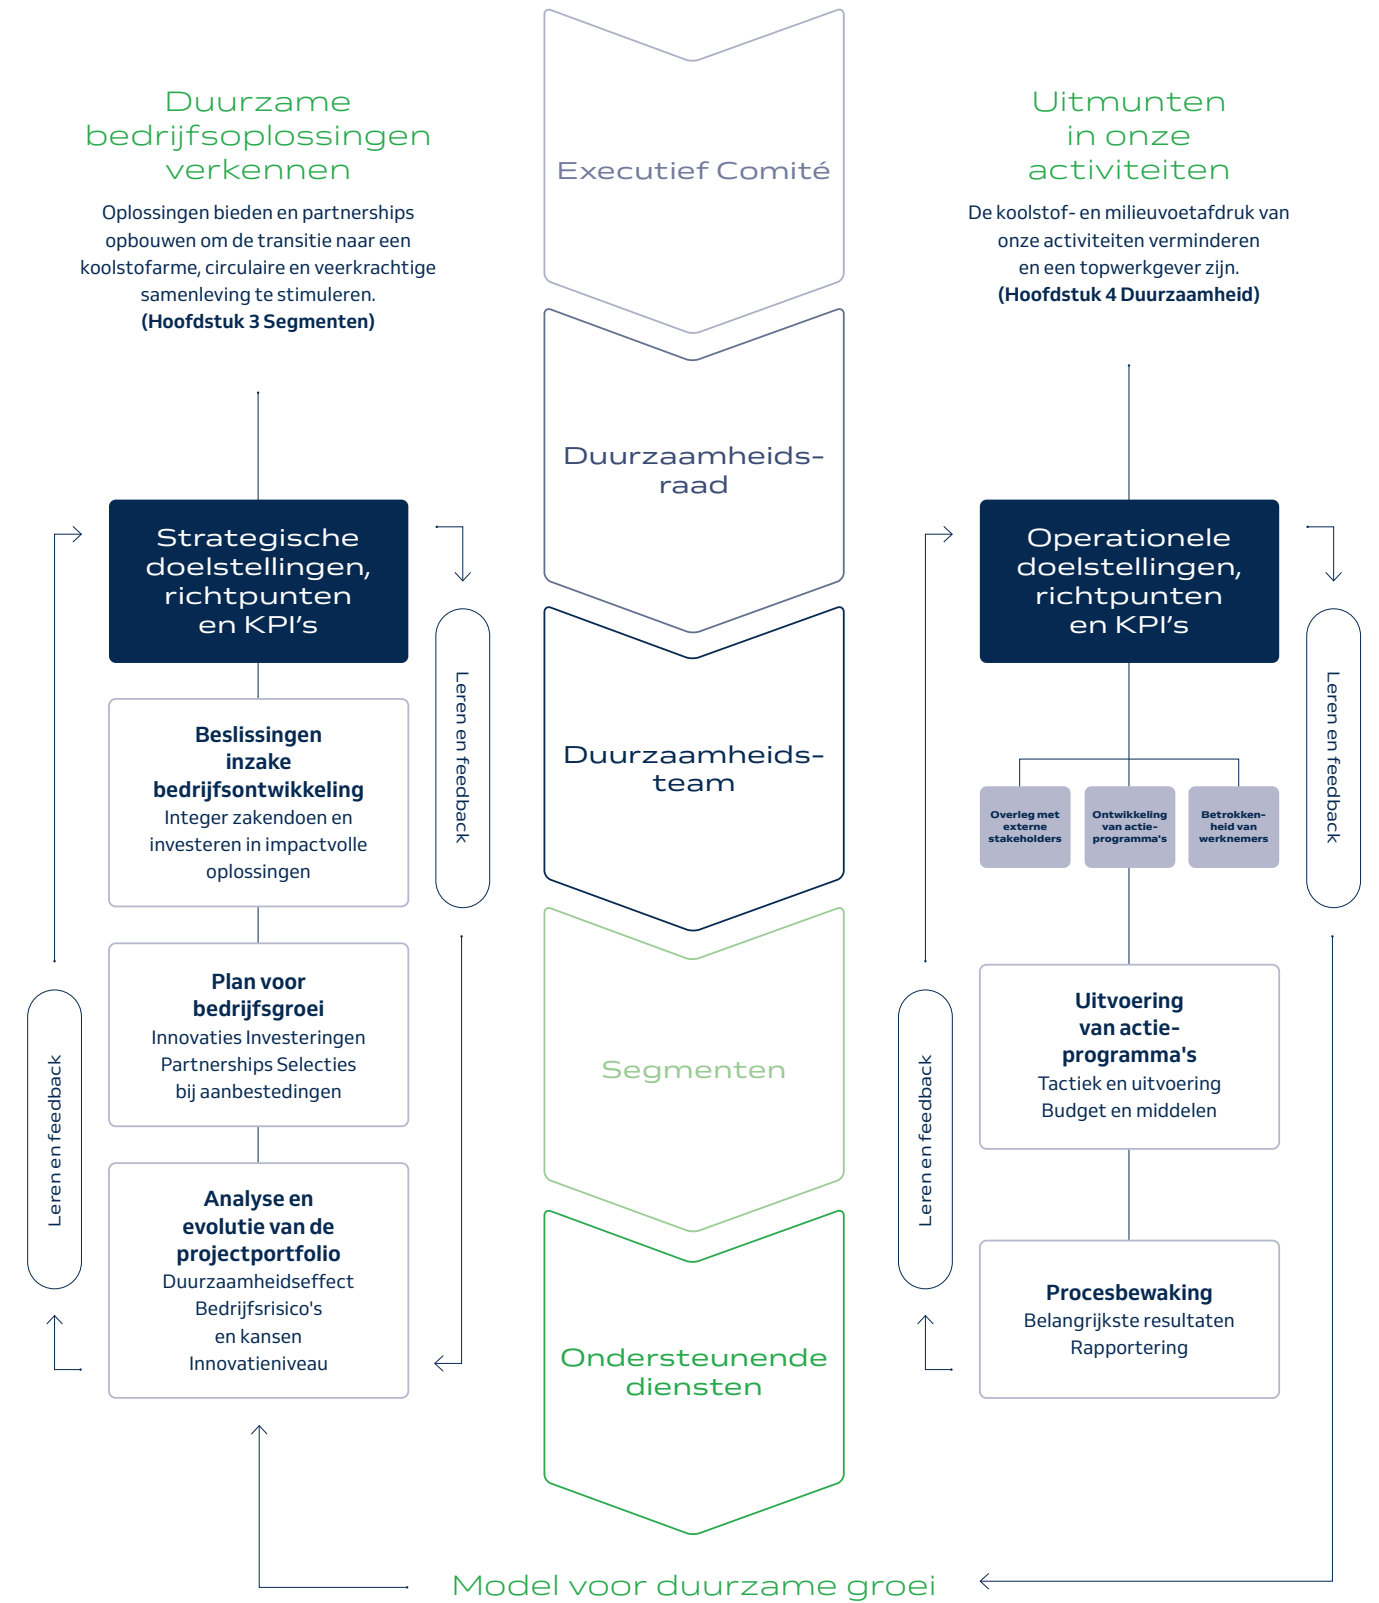 Duurzame
bedrijfsoplossingen
verkennen
Oplossingen bieden en partnerships
opbouwen om de transitie naar een
koolstofarme, circulaire en veerkrachtige
samenleving te stimuleren.
(Hoofdstuk 3 Segmenten)
Strategische
doelstellingen,
richtpunten
en KPI’s
Beslissingen
inzake
bedrijfsontwikkeling
Integer zakendoen en
investeren in impactvolle
oplossingen
Plan voor
bedrijfsgroei
Innovaties Investeringen
Partnerships Selecties
bij aanbestedingen
Analyse en
evolutie van de
projectportfolio
Duurzaamheidseffect
Bedrijfsrisico's
en kansen
Innovatieniveau
Leren en feedback
Leren en feedback
Executief Comité
Duurzaamheids-
raad
Duurzaamheids-
team
Segmenten
Ondersteunende
diensten
Uitmunten
in onze
activiteiten
De koolstof- en milieuvoetafdruk van
onze activiteiten verminderen
en een topwerkgever zijn.
(Hoofdstuk 4 Duurzaamheid)
Operationele
doelstellingen,
richtpunten
en KPI’s
Overleg met
externe
stakeholders
Ontwikkeling
van actie-
programma's
Betrokken-
heid van
werknemers
Uitvoering
van actie-
programma's
Tactiek en uitvoering
Budget en middelen
Procesbewaking
Belangrijkste resultaten
Rapportering
Leren en feedback
Leren en feedback
Model voor duurzame groei